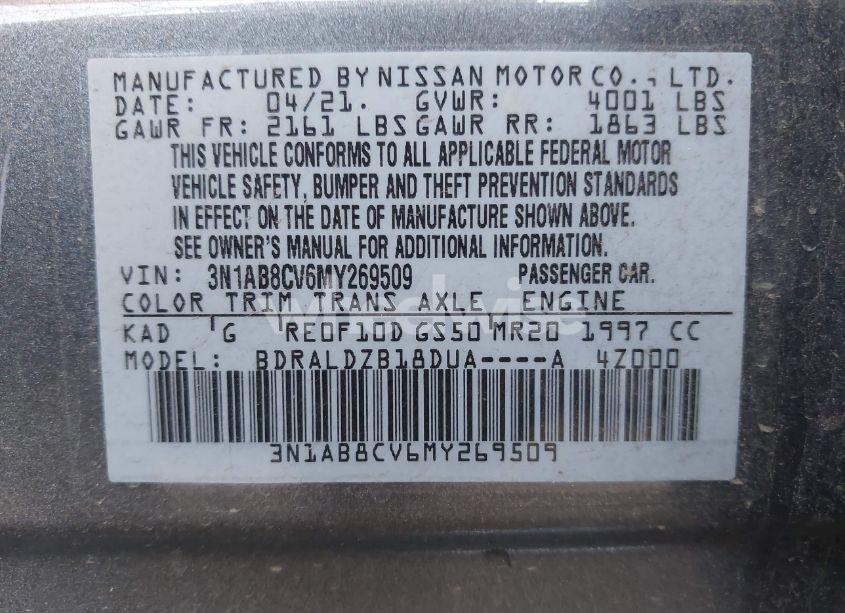 MANUFACTURED BY NISSAN MOTOR CO., LTD.
DATE: 04/21. GVWR: 4001 LBS
GAWR FR: 2161 LBS GAWR RR: 1863 LBS
THIS VEHICLE CONFORMS TO ALL APPLICABLE FEDERAL MOTOR
VEHICLE SAFETY, BUMPER AND THEFT PREVENTION STANDARDS
IN EFFECT ON THE DATE OF MANUFACTURE SHOWN ABOVE.
SEE OWNER'S MANUAL FOR ADDITIONAL INFORMATION.
VIN: 3N1AB8CV6MY269509 PASSENGER CAR.
COLOR TRIM TRANS AXLE ENGINE
KAD G RE0F10D GS50 MR20 1997 CC
MODEL: BDRALDZB18DUA----A 4Z000
3N1AB8CV6MY269509